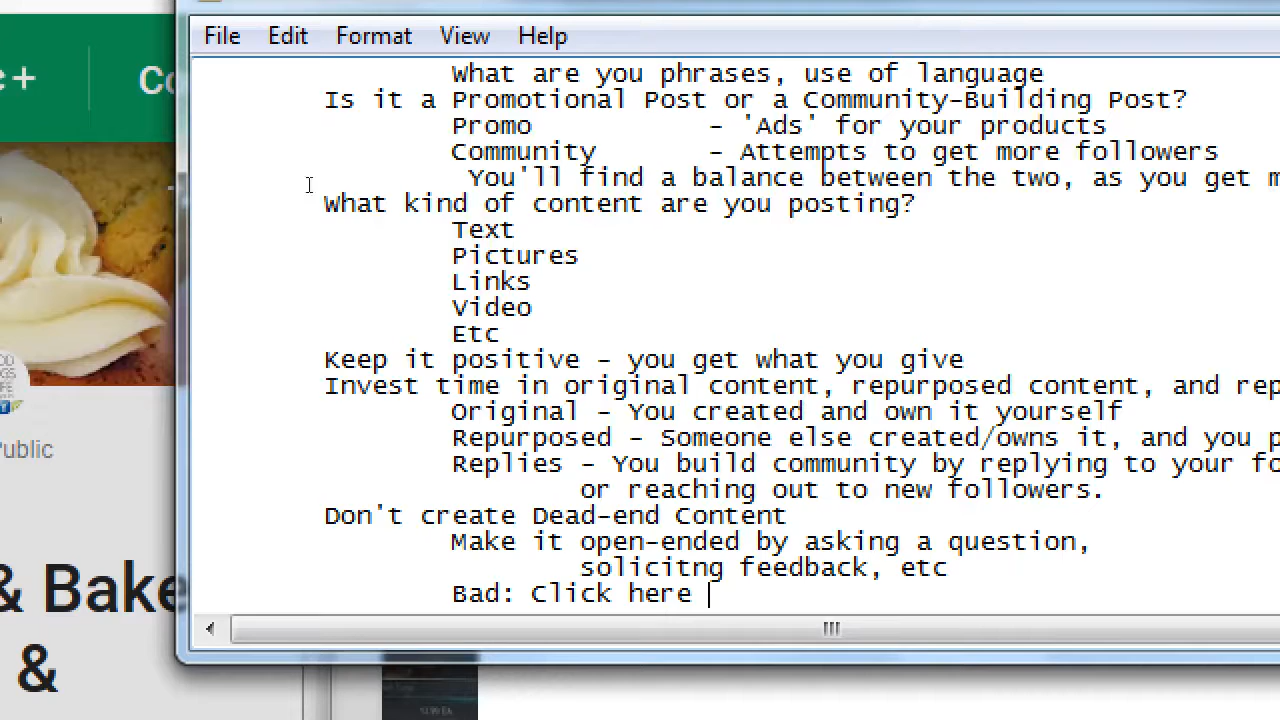 File Edit Format View Help
What are you phrases, use of language
Is it a Promotional Post or a Community-Building Post?
Promo - 'Ads' for your products
Community - Attempts to get more followers
You'll find a balance between the two, as you get
What kind of content are you posting?
Text
Pictures
Links
Video
Etc
Keep it positive - you get what you give
Invest time in original content, repurposed content, and
Original - You created and own it yourself
Repurposed - Someone else created/owns it, and you
Replies - You build community by replying to your
or reaching out to new followers.
Don't create Dead-end Content
Make it open-ended by asking a question,
solicitng feedback, etc
Bad: Click here
& Bake
&